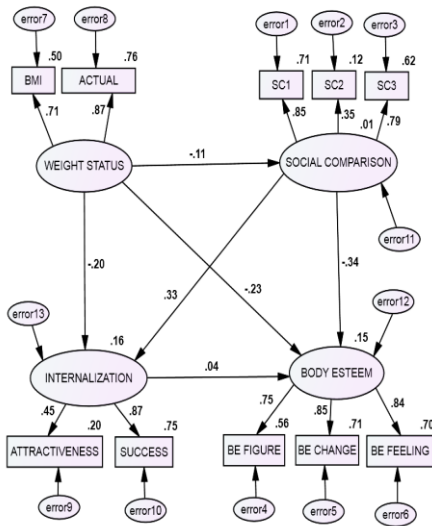 error7 error8 error1 error2 error3
.50 .76 .71 .12 .62
BMI ACTUAL SC1 SC2 SC3
.71 .87 .85 .35 .01 .79
WEIGHT STATUS -.11 SOCIAL COMPARISON
error11
-.20 .33 -.23 -.34
error13 error12
.16 .15
INTERNALIZATION .04 BODY ESTEEM
.45 .87 .75 .85 .84
.20 .75 .56 .71 .70
ATTRACTIVENESS SUCCESS BE FIGURE BE CHANGE BE FEELING
error9 error10 error4 error5 error6